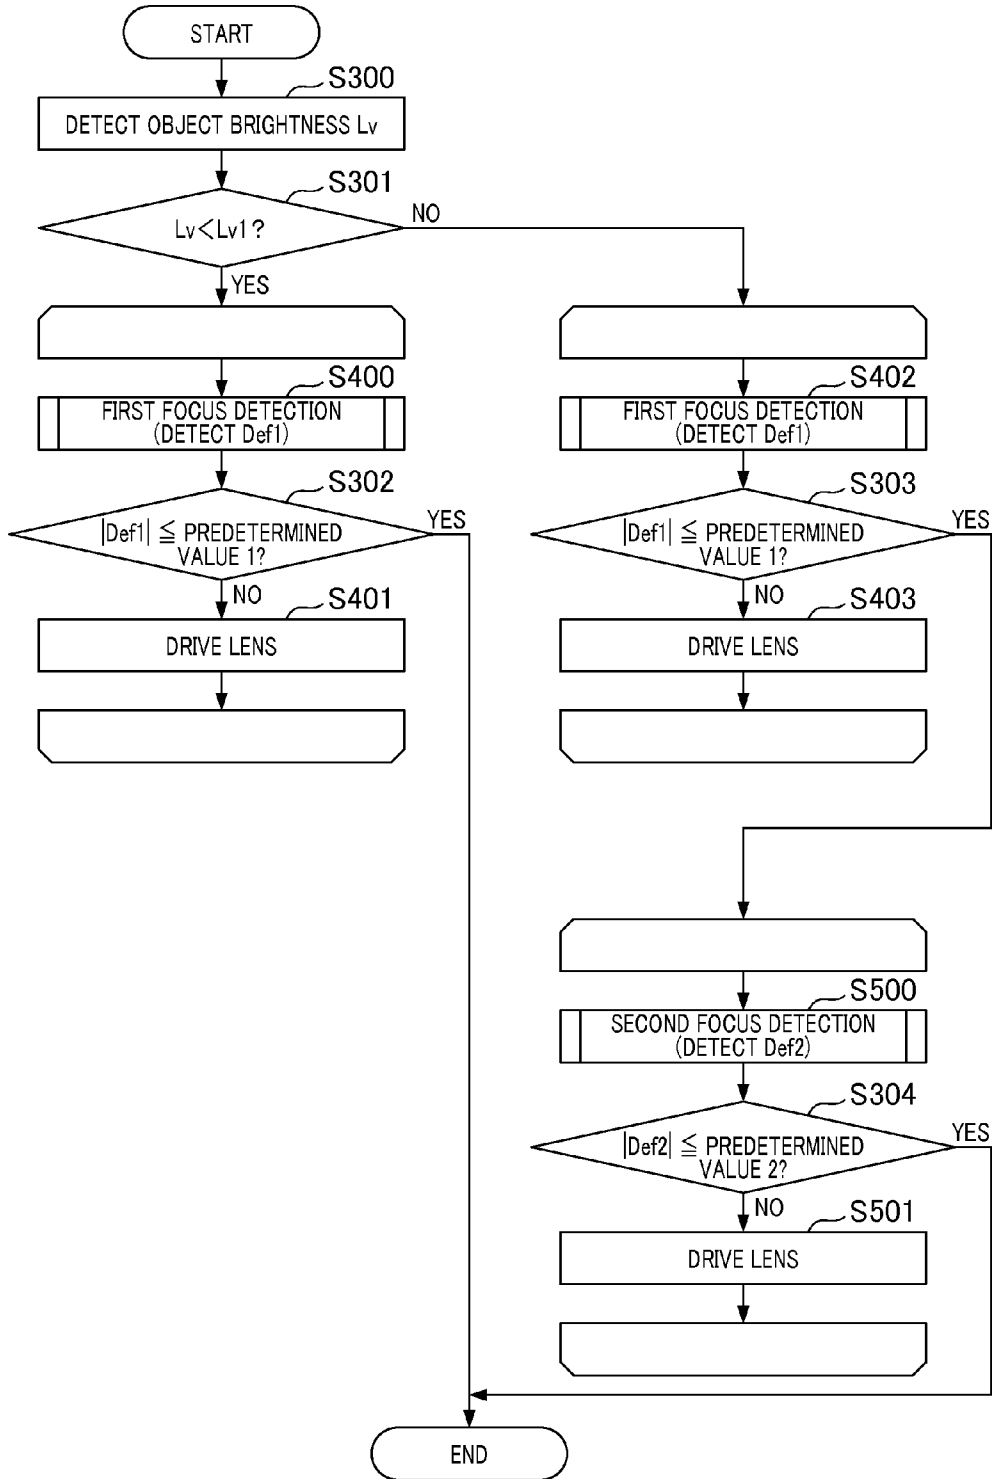 START
S300
DETECT OBJECT BRIGHTNESS Lv
S301
Lv<Lv1?
NO
YES
S400
FIRST FOCUS DETECTION
(DETECT Def1)
S302
|Def1| ≦ PREDETERMINED
VALUE 1?
YES
NO
S401
DRIVE LENS
S402
FIRST FOCUS DETECTION
(DETECT Def1)
S303
|Def1| ≦ PREDETERMINED
VALUE 1?
YES
NO
S403
DRIVE LENS
S500
SECOND FOCUS DETECTION
(DETECT Def2)
S304
|Def2| ≦ PREDETERMINED
VALUE 2?
YES
NO
S501
DRIVE LENS
END